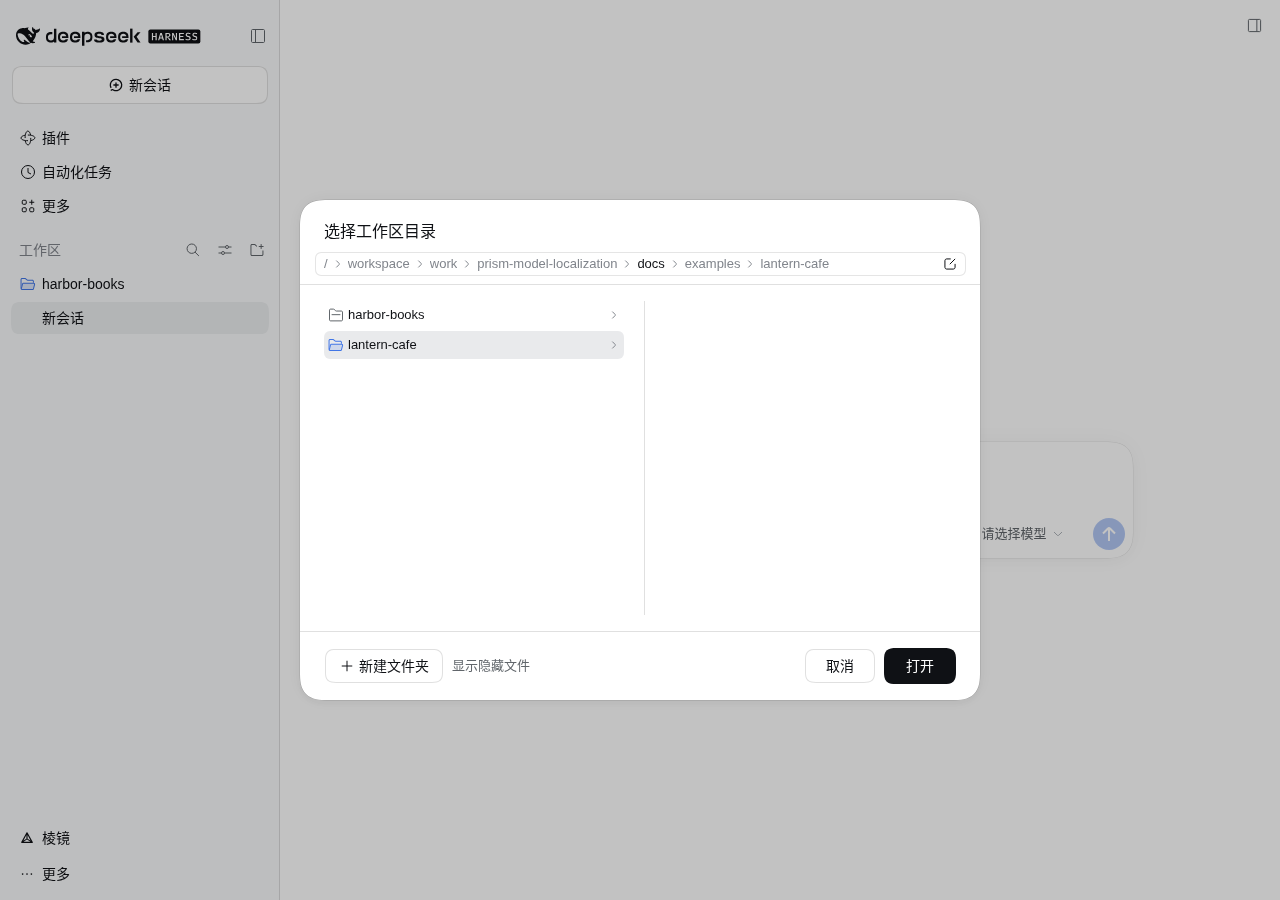 deepseek HARNESS
新会话
插件
自动化任务
更多
工作区
harbor-books
新会话
选择工作区目录
/ workspace work prism-model-localization docs examples lantern-cafe
harbor-books
lantern-cafe
请选择模型
新建文件夹 显示隐藏文件 取消 打开
棱镜
更多